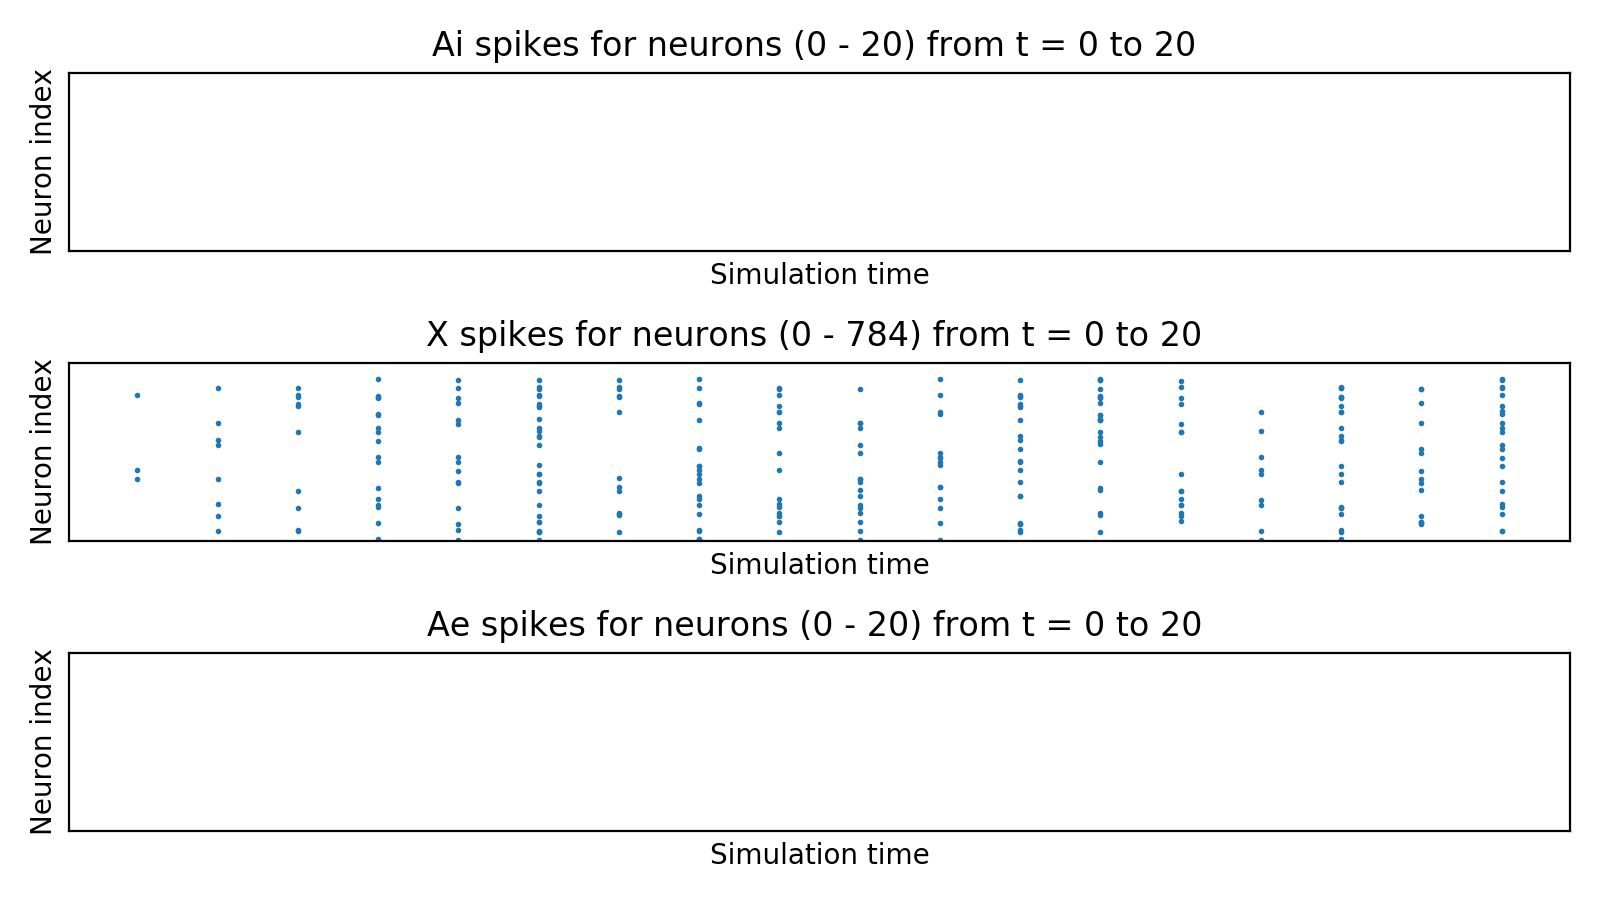 Ai spikes for neurons (0 - 20) from t = 0 to 20
Neuron index
Simulation time
X spikes for neurons (0 - 784) from t = 0 to 20
Neuron index
Simulation time
Ae spikes for neurons (0 - 20) from t = 0 to 20
Neuron index
Simulation time